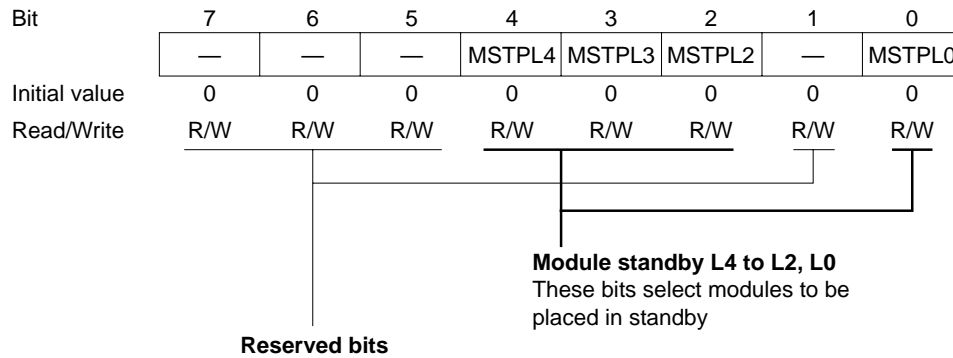 Bit 7 6 5 4 3 2 1 0
— — — MSTPL4 MSTPL3 MSTPL2 — MSTPL0
Initial value 0 0 0 0 0 0 0 0
Read/Write R/W R/W R/W R/W R/W R/W R/W R/W
Module standby L4 to L2, L0
These bits select modules to be
placed in standby
Reserved bits